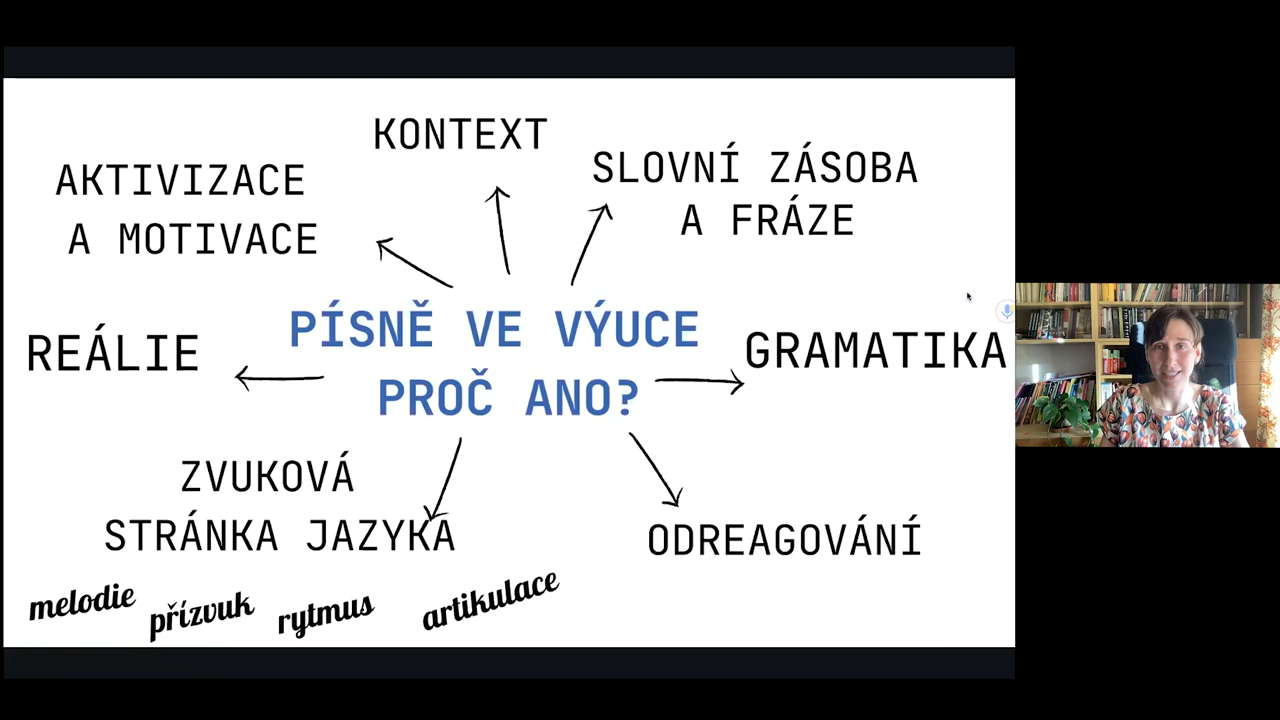 KONTEXT
AKTIVIZACE
A MOTIVACE
SLOVNÍ ZÁSOBA
A FRÁZE
PÍSNĚ VE VÝUCE
PROČ ANO?
REÁLIE
GRAMATIKA
ZVUKOVÁ
STRÁNKA JAZYKA
ODREAGOVÁNÍ
melodie
přízvuk
rytmus
artikulace